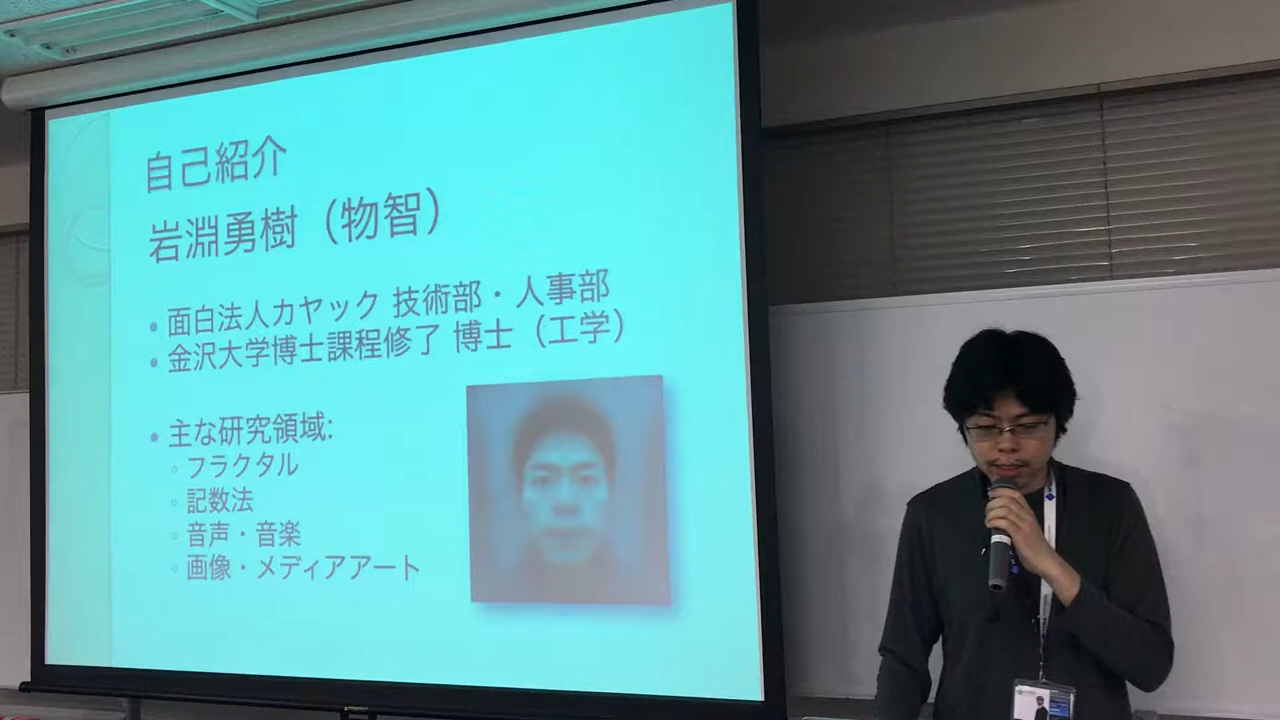 自己紹介
岩淵勇樹（物智）
• 面白法人カヤック 技術部・人事部
• 金沢大学博士課程修了 博士（工学）
• 主な研究領域:
◦ フラクタル
◦ 記数法
◦ 音声・音楽
◦ 画像・メディアアート